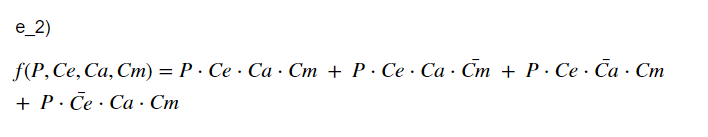 e_2)
f(P, Ce, Ca, Cm) = P · Ce · Ca · Cm + P · Ce · Ca · C̄m + P · Ce · C̄a · Cm
+ P · C̄e · Ca · Cm